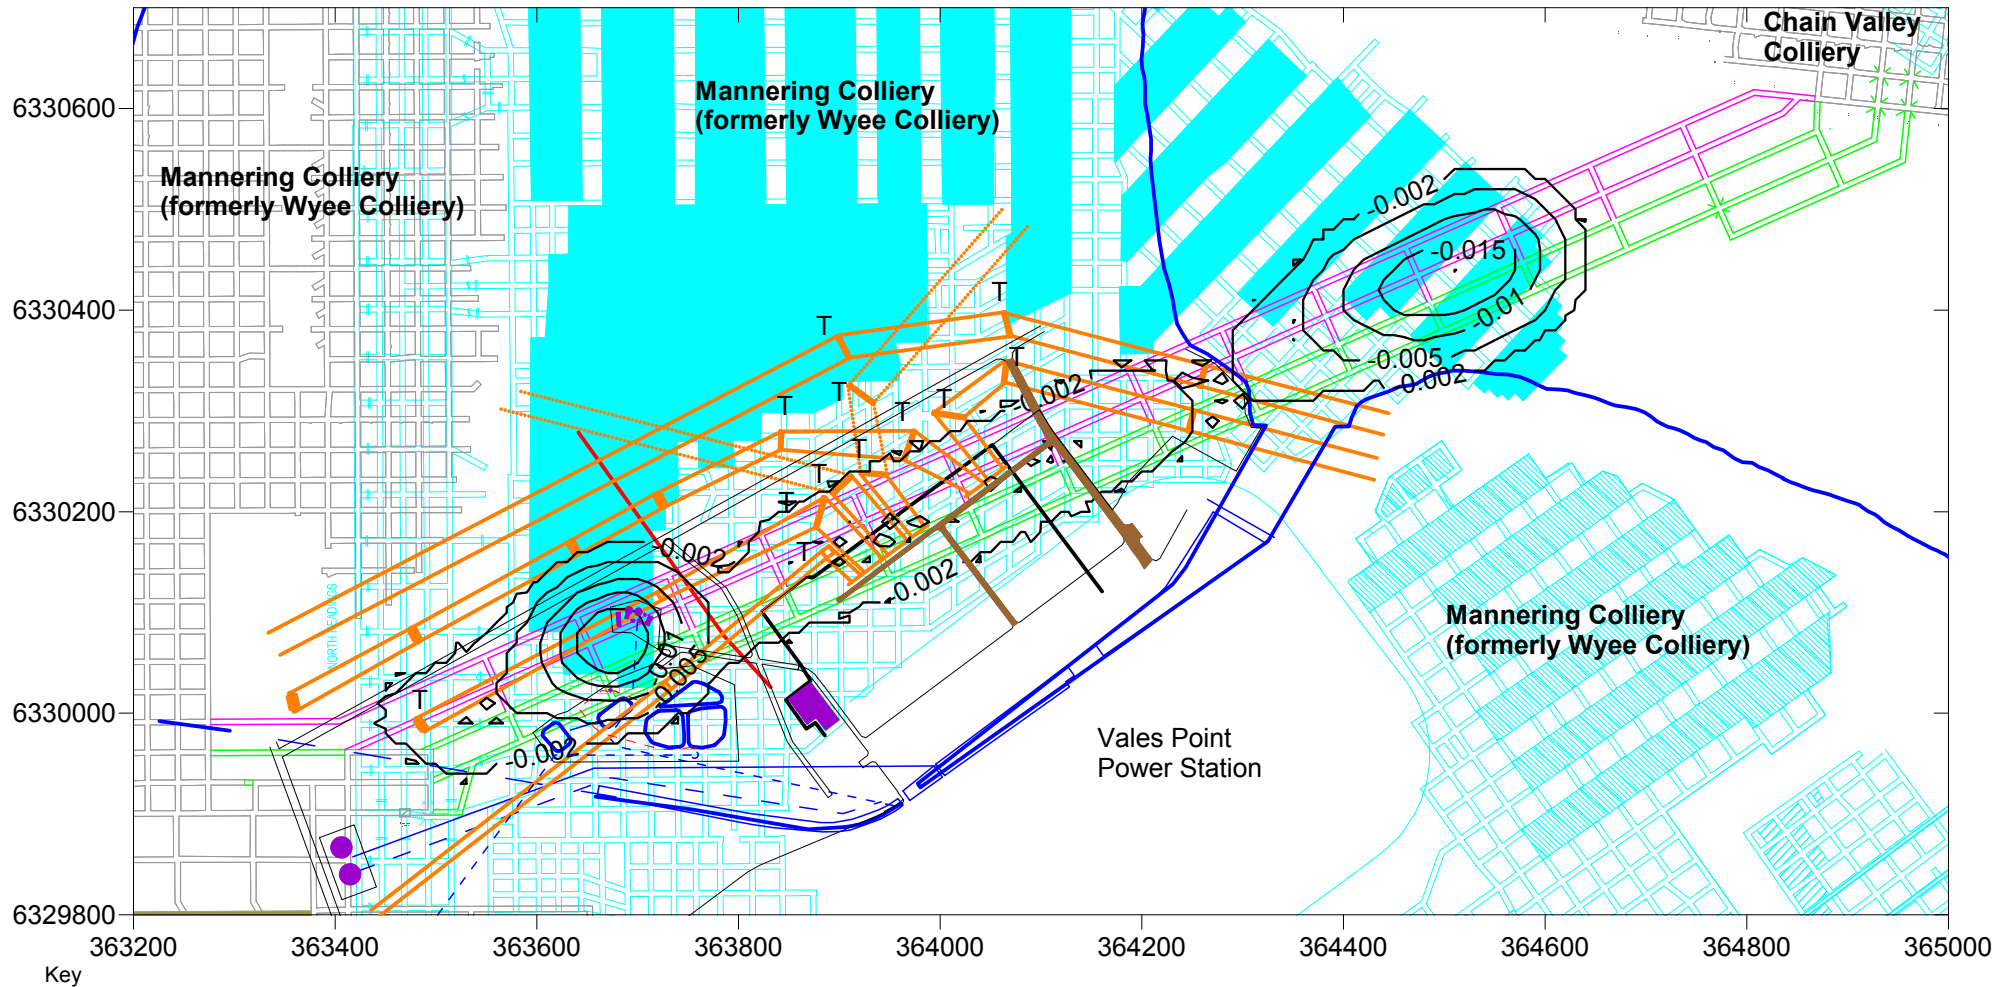 Chain Valley
Colliery
Mannering Colliery
(formerly Wyee Colliery)
6330600
Mannering Colliery
(formerly Wyee Colliery)
-0.002
-0.015
-0.01
-0.005
-0.002
6330400
T
T
T
T
T
T
T
T
T
T
T
T
-0.002
6330200
-0.002
-0.002
NORTH HEADINGS
-0.005
Mannering Colliery
(formerly Wyee Colliery)
6330000
-0.002
Vales Point
Power Station
6329800
363200
363400
363600
363800
364000
364200
364400
364600
364800
365000
Key